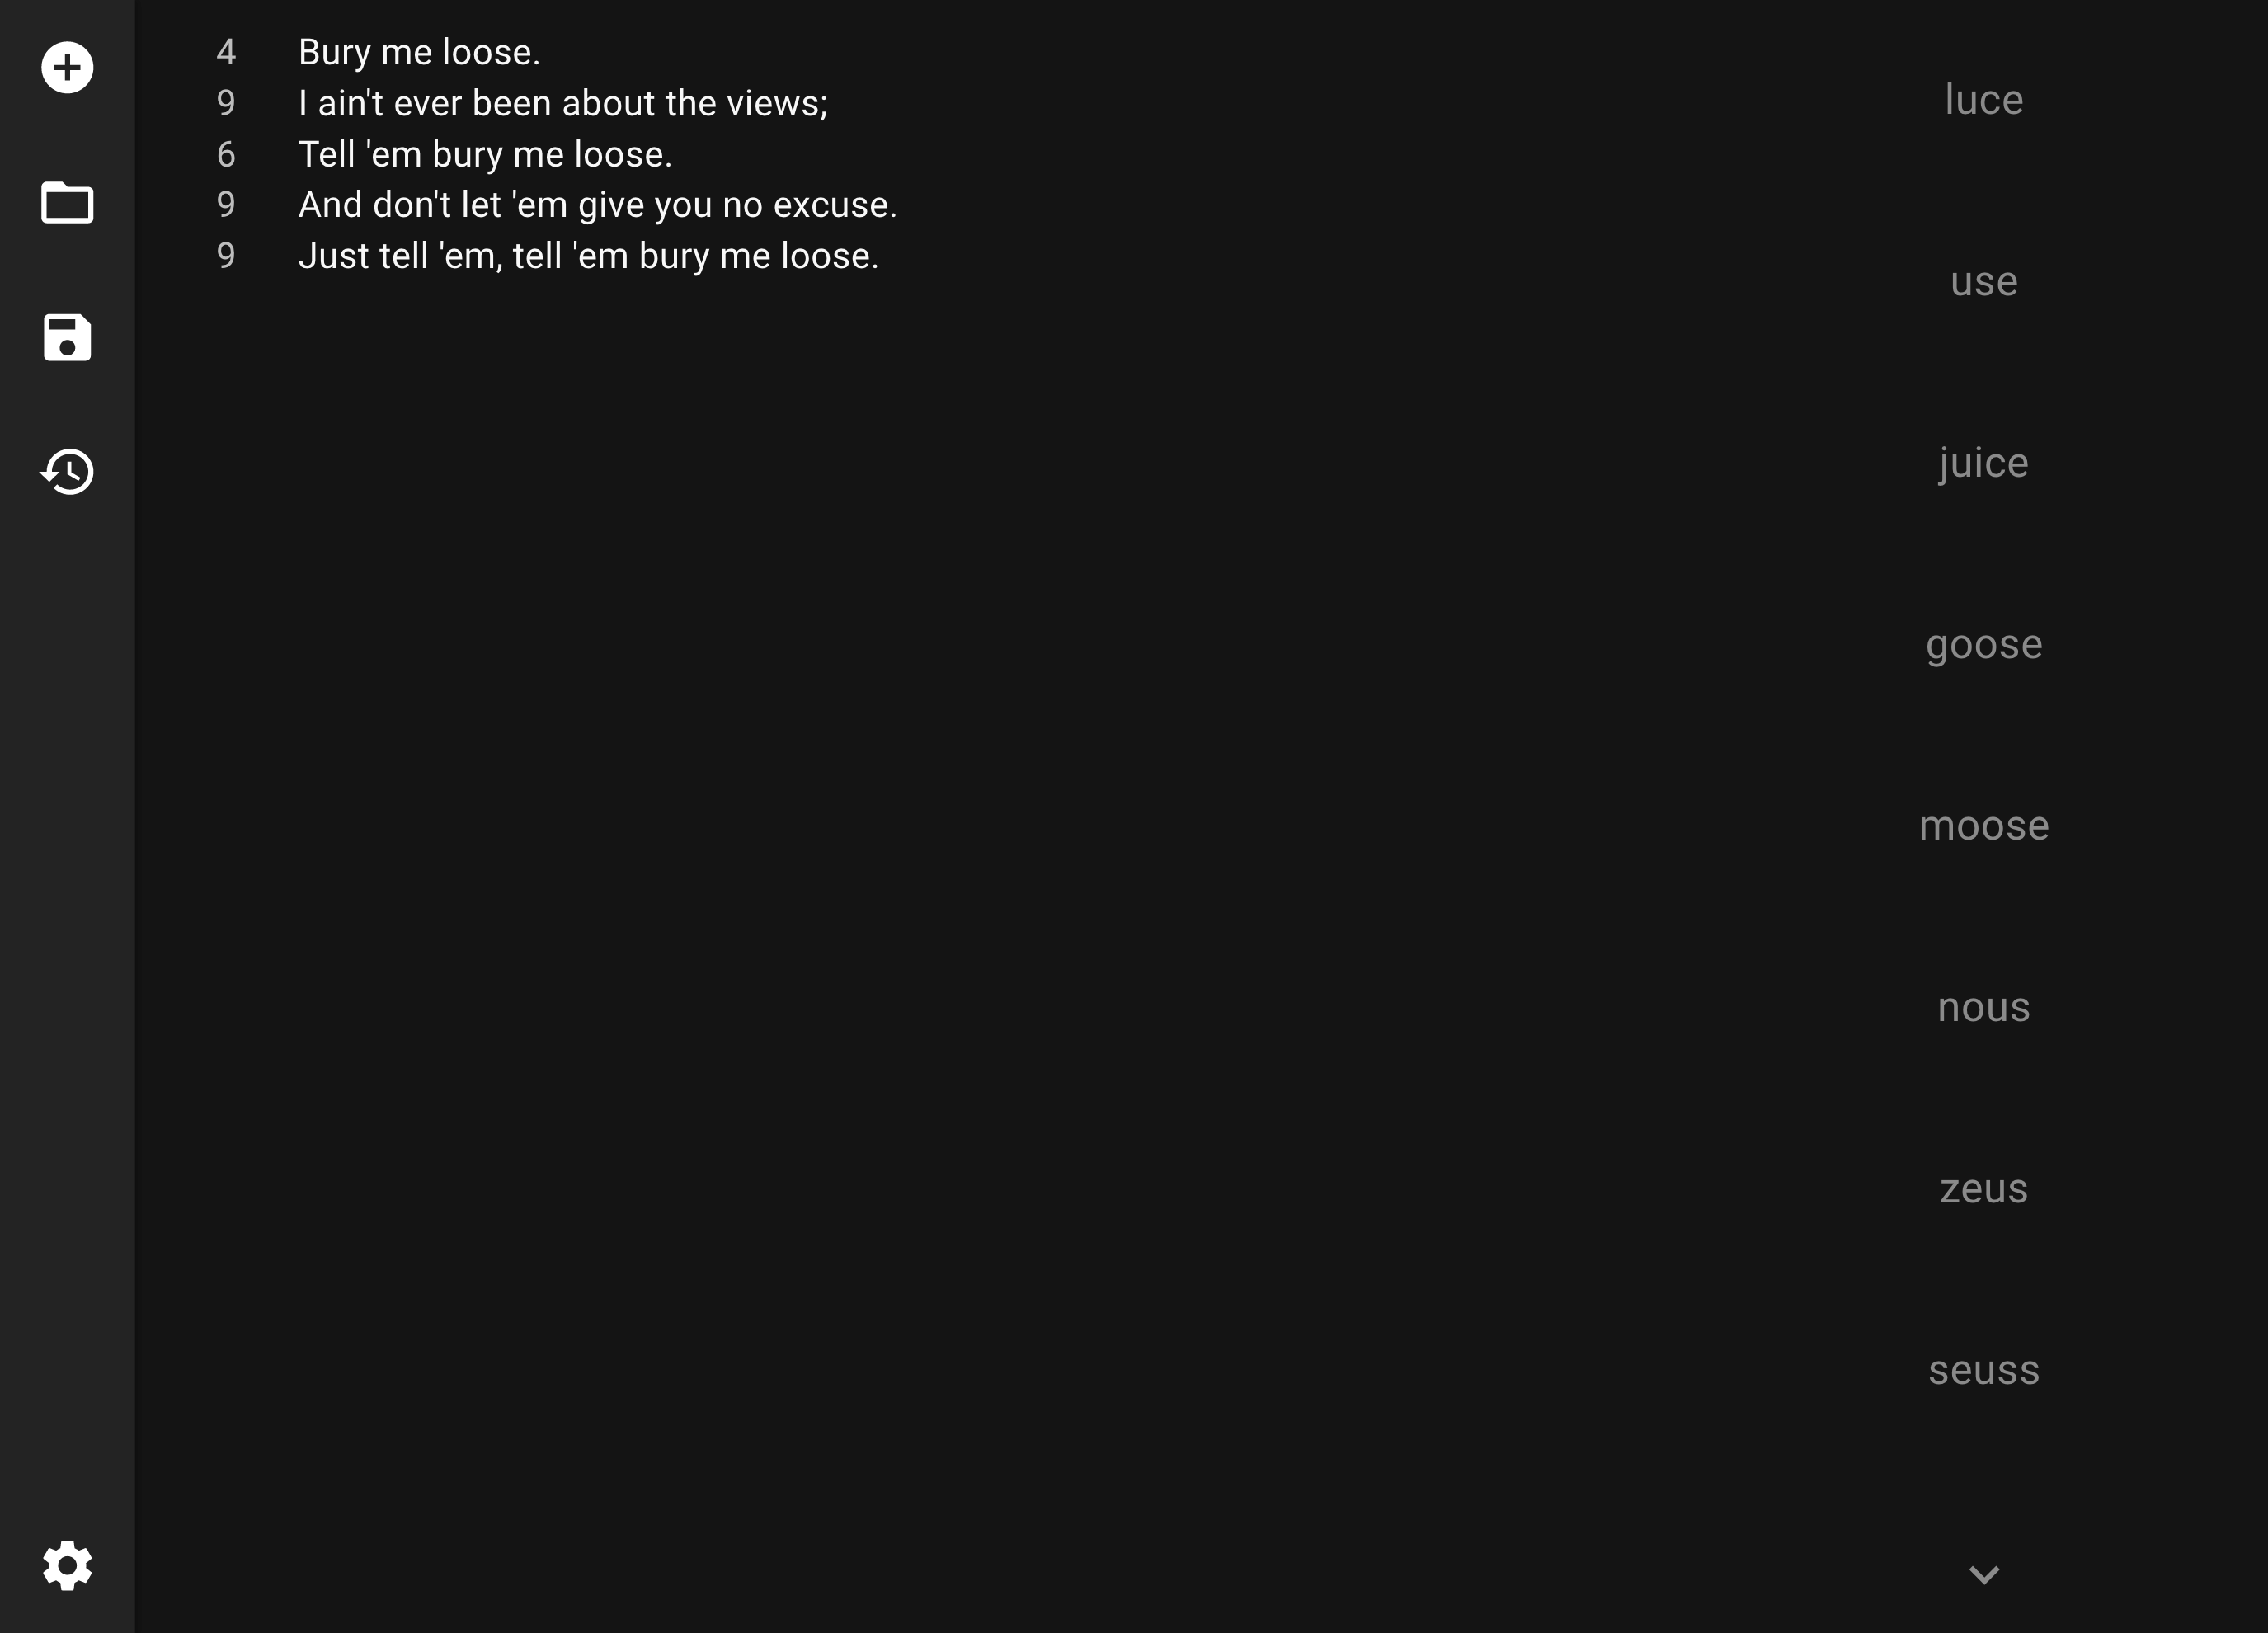 4 Bury me loose.
9 I ain't ever been about the views;
6 Tell 'em bury me loose.
9 And don't let 'em give you no excuse.
9 Just tell 'em, tell 'em bury me loose.
luce
use
juice
goose
moose
nous
zeus
seuss